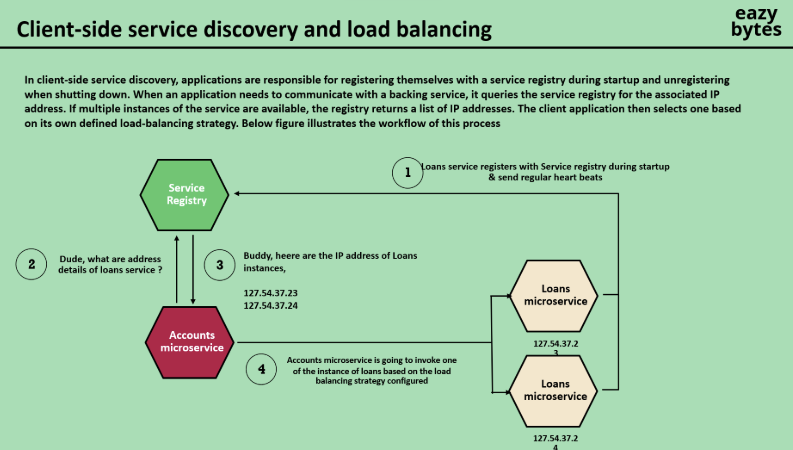 Client-side service discovery and load balancing
eazy
bytes
In client-side service discovery, applications are responsible for registering themselves with a service registry during startup and unregistering
when shutting down. When an application needs to communicate with a backing service, it queries the service registry for the associated IP
address. If multiple instances of the service are available, the registry returns a list of IP addresses. The client application then selects one based
on its own defined load-balancing strategy. Below figure illustrates the workflow of this process
1
Loans service registers with Service registry during startup
& send regular heart beats
Service
Registry
2
Dude, what are address
details of loans service ?
3
Buddy, heere are the IP address of Loans
instances,
127.54.37.23
127.54.37.24
Loans
microservice
127.54.37.2
3
Accounts
microservice
4
Accounts microservice is going to invoke one
of the instance of loans based on the load
balancing strategy configured
Loans
microservice
127.54.37.2
4